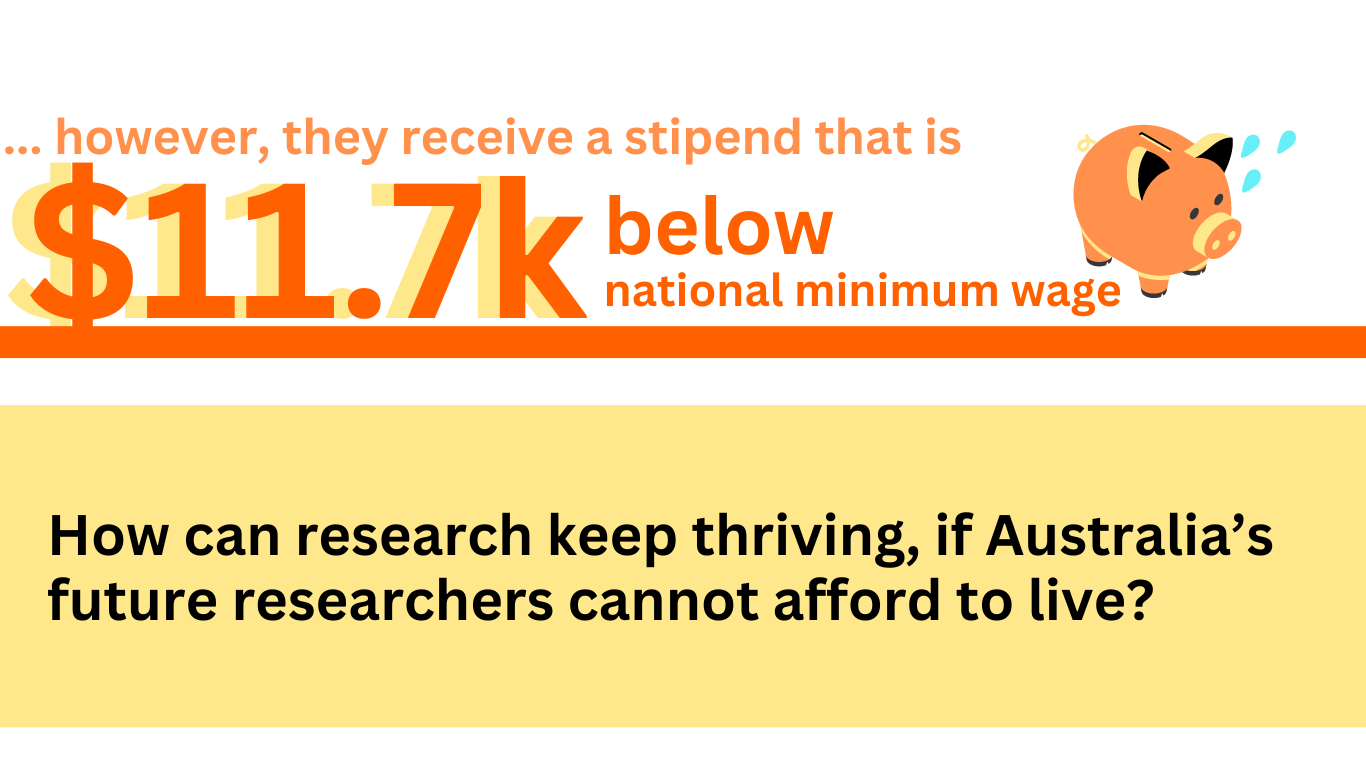 ... however, they receive a stipend that is
$11.7k
below
national minimum wage
How can research keep thriving, if Australia’s
future researchers cannot afford to live?